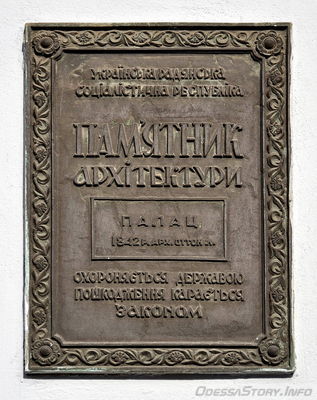 УКРАЇНСЬКА РАДЯНСЬКА
СОЦІАЛІСТИЧНА РЕСПУБЛІКА
ПАМ'ЯТНИК
АРХІТЕКТУРИ
ПАЛАЦ
1842 Р. АРХ. ОТТОН
ОХОРОНЯЄТЬСЯ ДЕРЖАВОЮ
ПОШКОДЖЕННЯ КАРАЄТЬСЯ
ЗАКОНОМ
ODESSASTORY.INFO